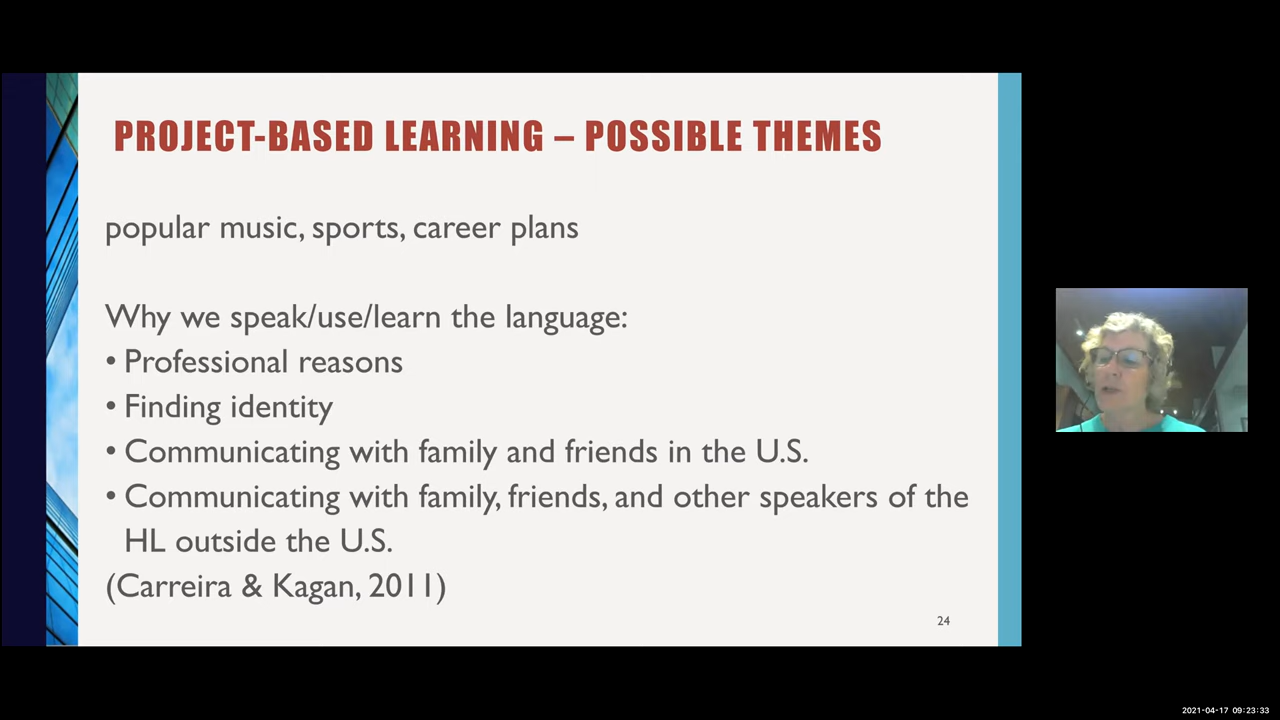 PROJECT-BASED LEARNING – POSSIBLE THEMES
popular music, sports, career plans
Why we speak/use/learn the language:
• Professional reasons
• Finding identity
• Communicating with family and friends in the U.S.
• Communicating with family, friends, and other speakers of the
HL outside the U.S.
(Carreira & Kagan, 2011)
24
2021-04-17 09:23:33